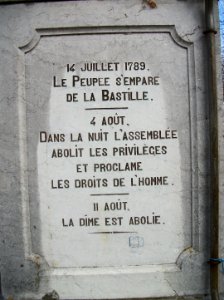 14 JUILLET 1789.
LE PEUPLE S'EMPARE
DE LA BASTILLE.
4 AOÛT.
DANS LA NUIT L'ASSEMBLÉE
ABOLIT LES PRIVILÈGES
ET PROCLAME
LES DROITS DE L'HOMME.
11 AOÛT.
LA DÎME EST ABOLIE.